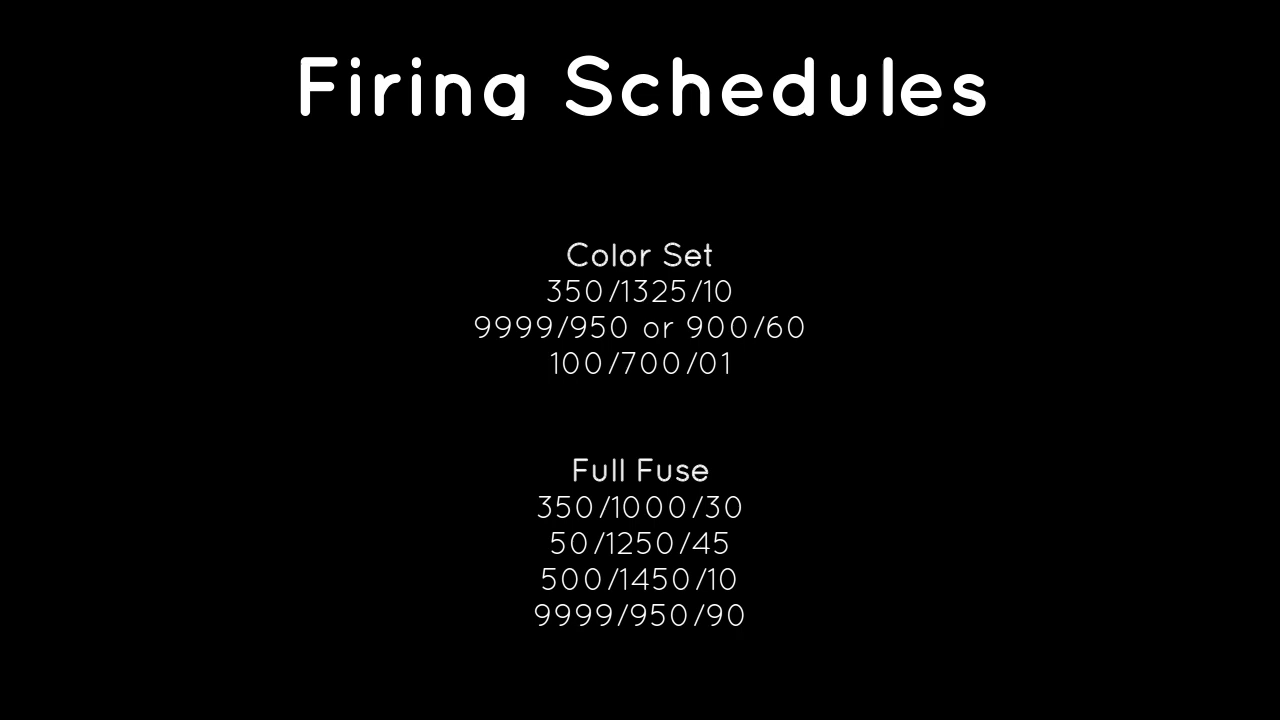 Firing Schedules
Color Set
350/1325/10
9999/950 or 900/60
100/700/01
Full Fuse
350/1000/30
50/1250/45
500/1450/10
9999/950/90